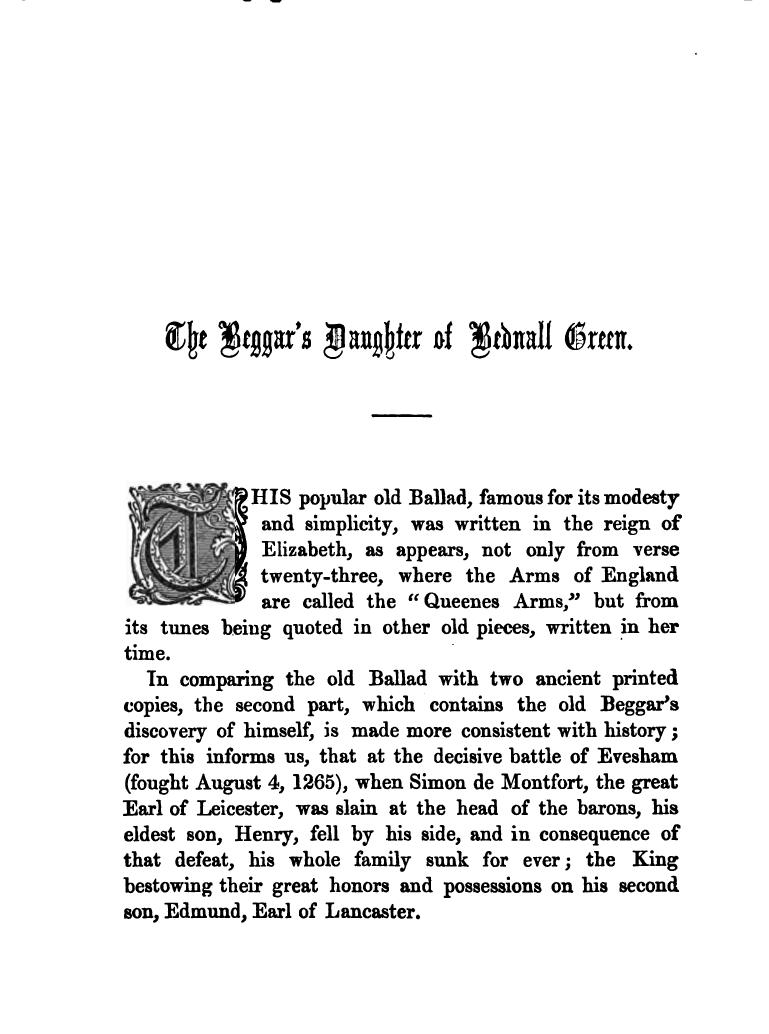 The Beggar's Daughter of Bednall Green.
THIS popular old Ballad, famous for its modesty
and simplicity, was written in the reign of
Elizabeth, as appears, not only from verse
twenty-three, where the Arms of England
are called the "Queenes Arms," but from
its tunes being quoted in other old pieces, written in her
time.
In comparing the old Ballad with two ancient printed
copies, the second part, which contains the old Beggar's
discovery of himself, is made more consistent with history;
for this informs us, that at the decisive battle of Evesham
(fought August 4, 1265), when Simon de Montfort, the great
Earl of Leicester, was slain at the head of the barons, his
eldest son, Henry, fell by his side, and in consequence of
that defeat, his whole family sunk for ever; the King
bestowing their great honors and possessions on his second
son, Edmund, Earl of Lancaster.